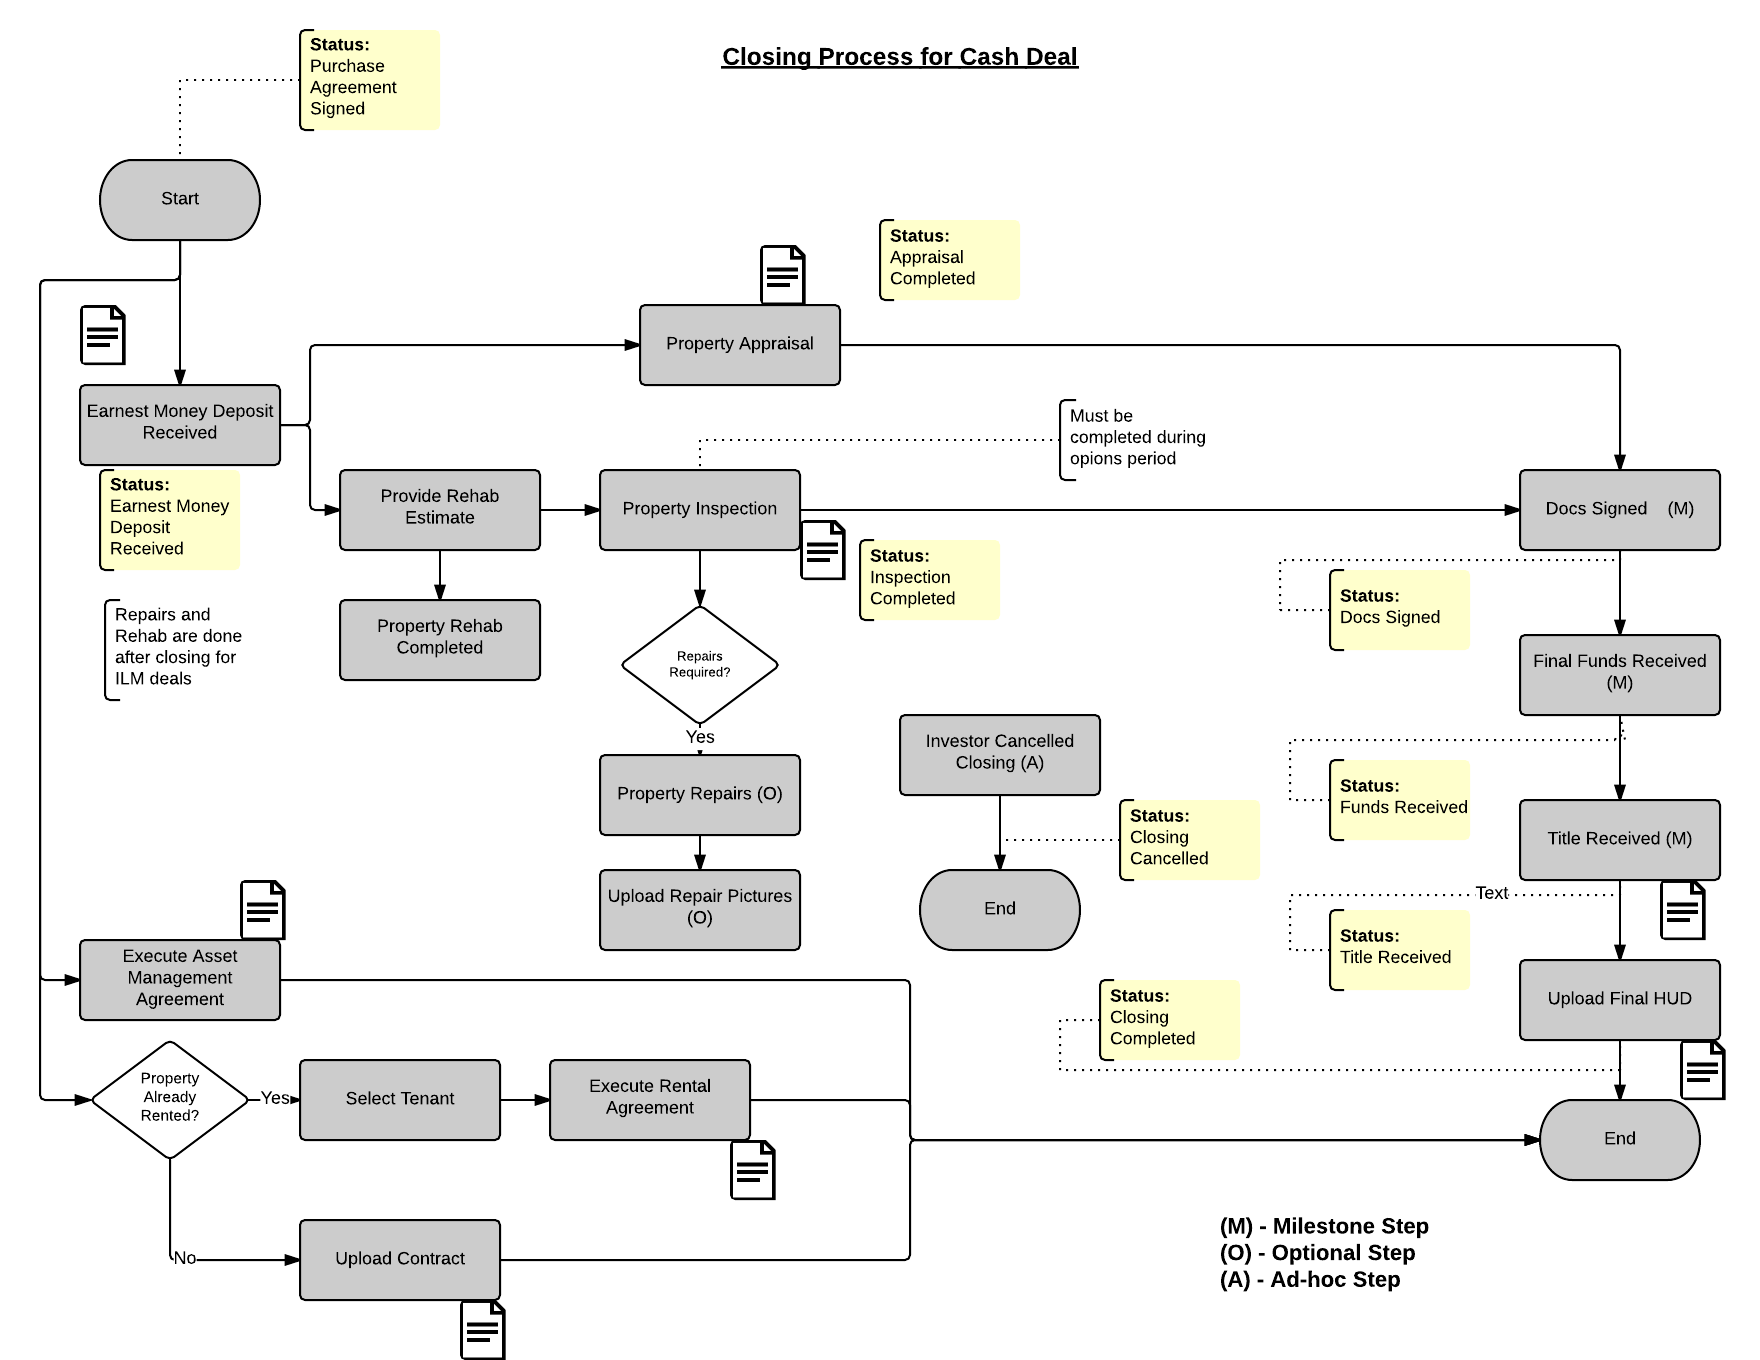 Closing Process for Cash Deal
Status:
Purchase
Agreement
Signed
Start
Status:
Appraisal
Completed
Property Appraisal
Earnest Money Deposit
Received
Status:
Earnest Money
Deposit
Received
Must be
completed during
opions period
Provide Rehab
Estimate
Property Inspection
Docs Signed (M)
Status:
Inspection
Completed
Status:
Docs Signed
Repairs and
Rehab are done
after closing for
ILM deals
Property Rehab
Completed
Repairs
Required?
Yes
Final Funds Received
(M)
Property Repairs (O)
Investor Cancelled
Closing (A)
Status:
Funds Received
Status:
Closing
Cancelled
Title Received (M)
Upload Repair Pictures
(O)
End
Text
Status:
Title Received
Execute Asset
Management
Agreement
Status:
Closing
Completed
Upload Final HUD
Property
Already
Rented?
Yes
Select Tenant
Execute Rental
Agreement
End
No
Upload Contract
(M) - Milestone Step
(O) - Optional Step
(A) - Ad-hoc Step